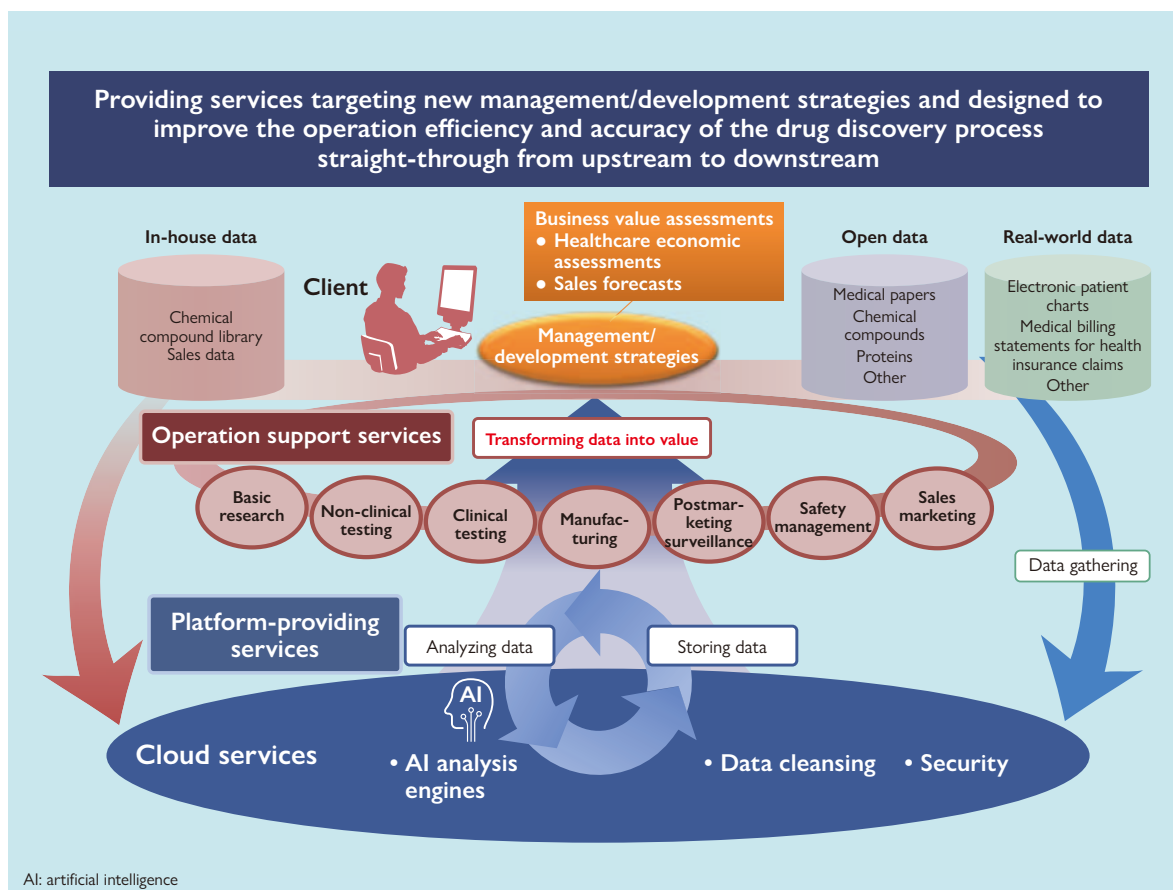 Providing services targeting new management/development strategies and designed to
improve the operation efficiency and accuracy of the drug discovery process
straight-through from upstream to downstream
In-house data
Chemical
compound library
Sales data
Client
Business value assessments
● Healthcare economic
assessments
● Sales forecasts
Management/
development strategies
Open data
Medical papers
Chemical
compounds
Proteins
Other
Real-world data
Electronic patient
charts
Medical billing
statements for health
insurance claims
Other
Operation support services
Transforming data into value
Basic
research
Non-clinical
testing
Clinical
testing
Manufac-
turing
Postmar-
keting
surveillance
Safety
management
Sales
marketing
Data gathering
Platform-providing
services
Analyzing data
Storing data
AI
Cloud services
• AI analysis
engines
• Data cleansing
• Security
AI: artificial intelligence